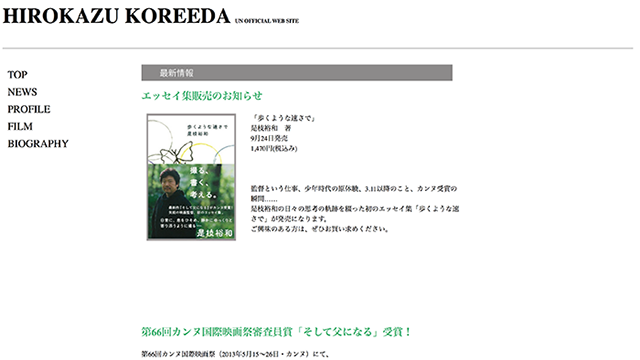 HIROKAZU KOREEDA UN OFFICIAL WEB SITE
TOP
NEWS
PROFILE
FILM
BIOGRAPHY
最新情報
エッセイ集販売のお知らせ
歩くような速さで
是枝裕和
撮る、
書く、
考える。
是枝裕和
「歩くような速さで」
是枝裕和 著
9月24日発売
1,470円(税込み)
監督という仕事、少年時代の原体験、3.11以降のこと、カンヌ受賞の
瞬間……
是枝裕和の日々の思考の軌跡を綴った初のエッセイ集「歩くような速
さで」が発売になります。
ご興味のある方は、ぜひお買い求めください。
第66回カンヌ国際映画祭審査員賞「そして父になる」受賞！
第66回カンヌ国際映画祭（2013年5月15〜26日・カンヌ）にて、